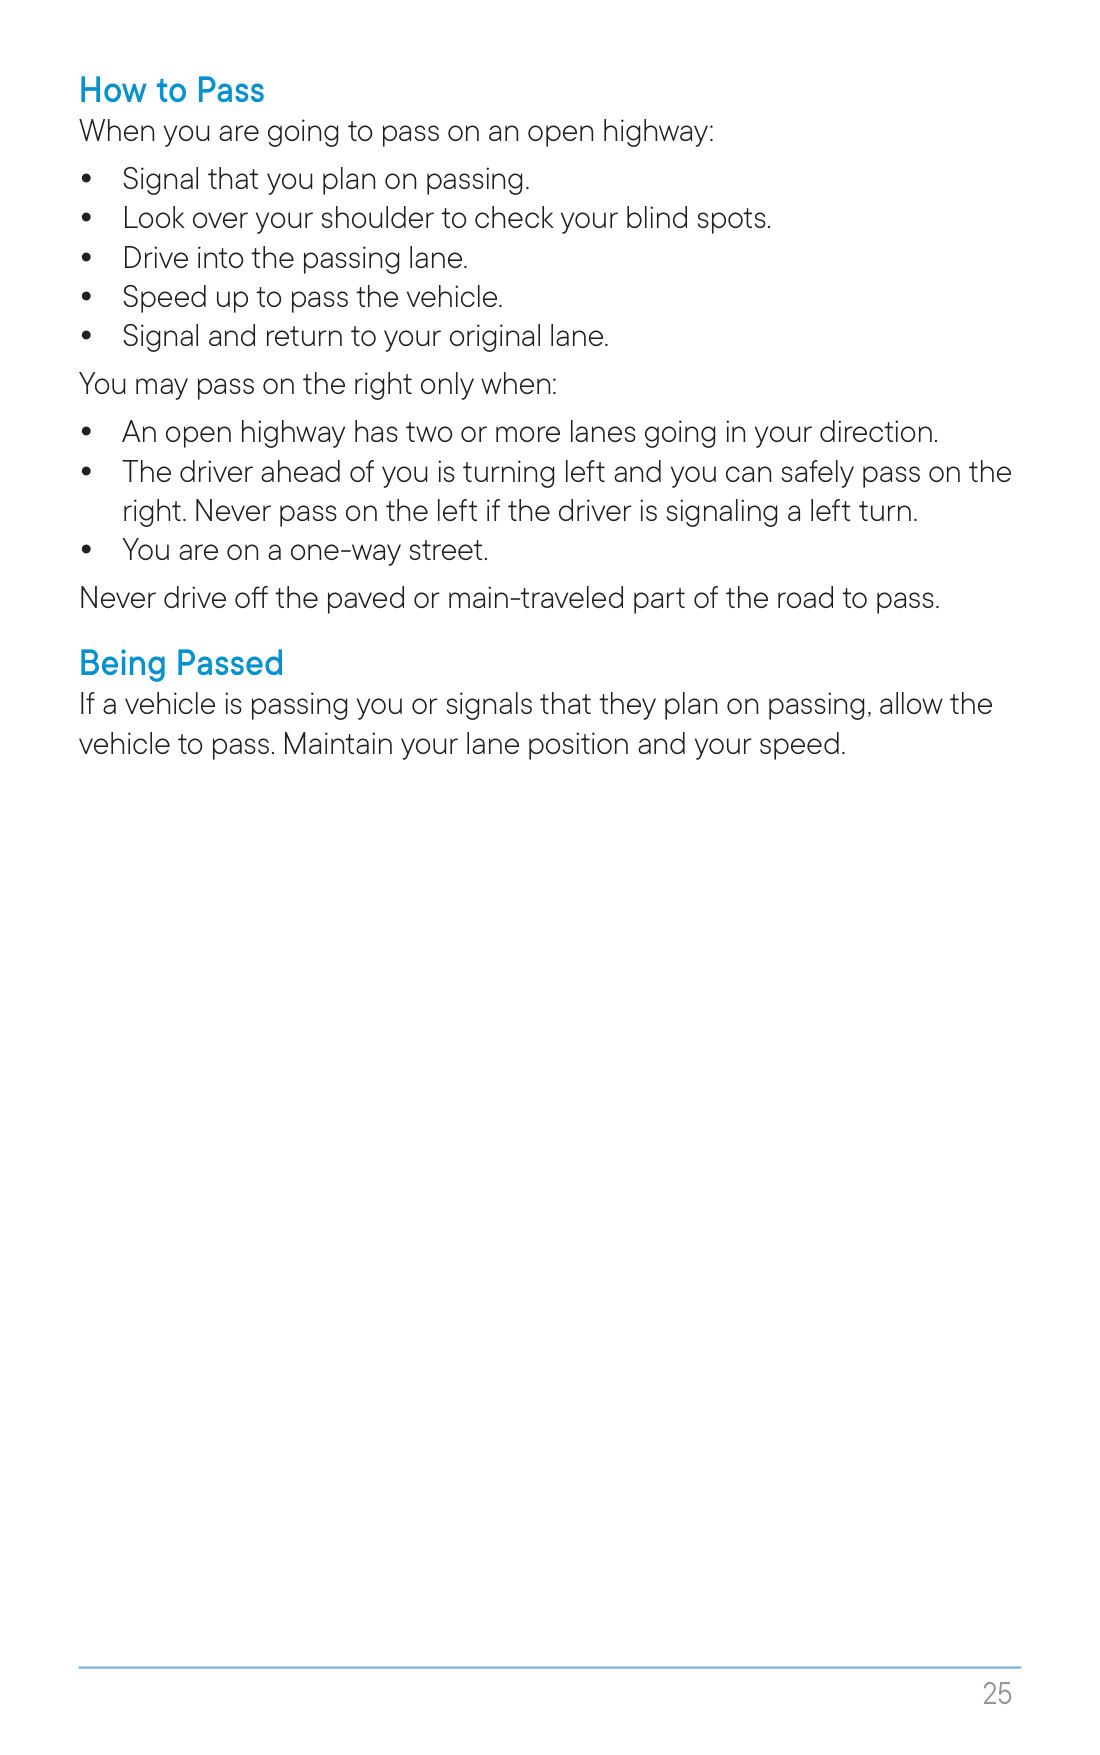 How to Pass
When you are going to pass on an open highway:
• Signal that you plan on passing.
• Look over your shoulder to check your blind spots.
• Drive into the passing lane.
• Speed up to pass the vehicle.
• Signal and return to your original lane.
You may pass on the right only when:
• An open highway has two or more lanes going in your direction.
• The driver ahead of you is turning left and you can safely pass on the
right. Never pass on the left if the driver is signaling a left turn.
• You are on a one-way street.
Never drive off the paved or main-traveled part of the road to pass.
Being Passed
If a vehicle is passing you or signals that they plan on passing, allow the
vehicle to pass. Maintain your lane position and your speed.
25